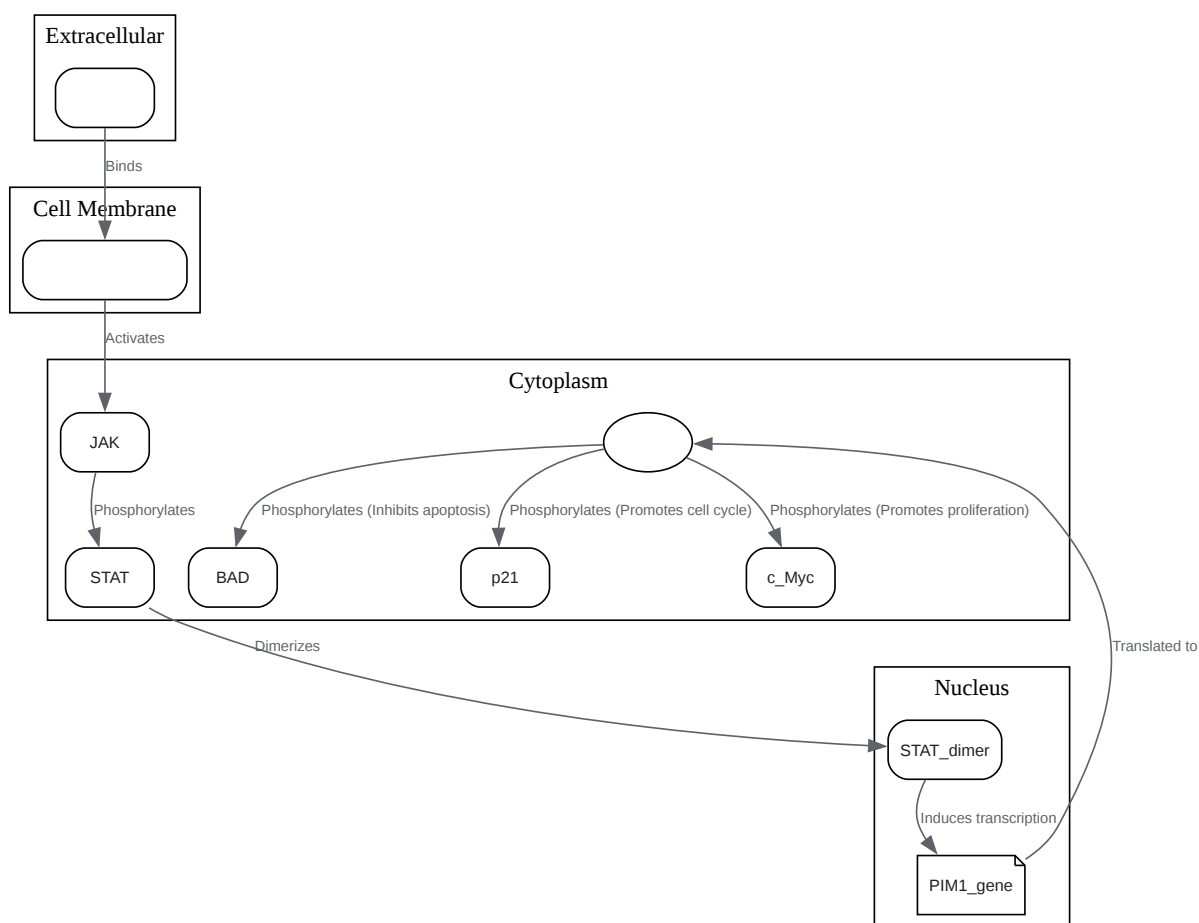 Extracellular
Binds
Cell Membrane
Activates
Cytoplasm
JAK
Phosphorylates
Phosphorylates (Inhibits apoptosis)
Phosphorylates (Promotes cell cycle)
Phosphorylates (Promotes proliferation)
STAT
BAD
p21
c_Myc
Dimerizes
Translated to
Nucleus
STAT_dimer
Induces transcription
PIM1_gene